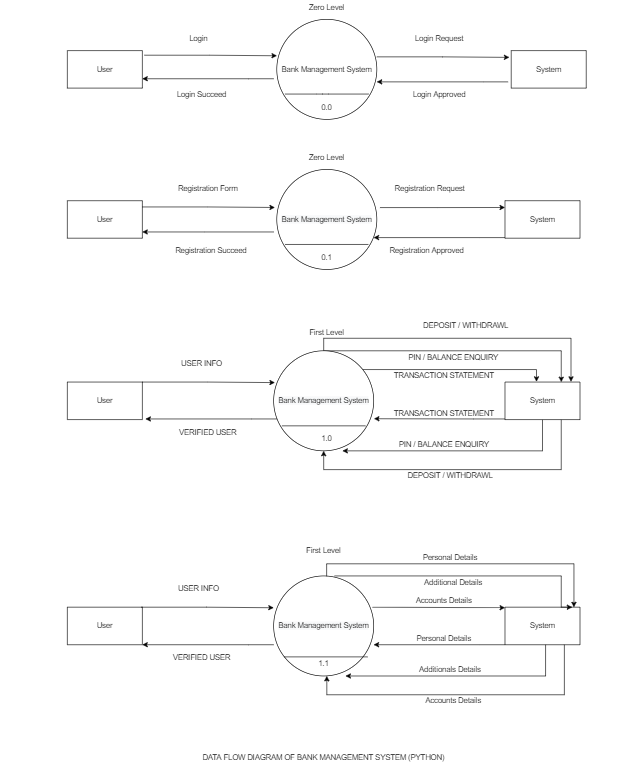 Zero Level
Login
Login Request
User
Bank Management System
System
Login Succeed
Login Approved
0.0
Zero Level
Registration Form
Registration Request
User
Bank Management System
System
Registration Succeed
Registration Approved
0.1
First Level
DEPOSIT / WITHDRAWL
PIN / BALANCE ENQUIRY
USER INFO
TRANSACTION STATEMENT
User
Bank Management System
System
TRANSACTION STATEMENT
VERIFIED USER
1.0
PIN / BALANCE ENQUIRY
DEPOSIT / WITHDRAWL
First Level
Personal Details
Additional Details
USER INFO
Accounts Details
User
Bank Management System
System
Personal Details
VERIFIED USER
1.1
Additionals Details
Accounts Details
DATA FLOW DIAGRAM OF BANK MANAGEMENT SYSTEM (PYTHON)